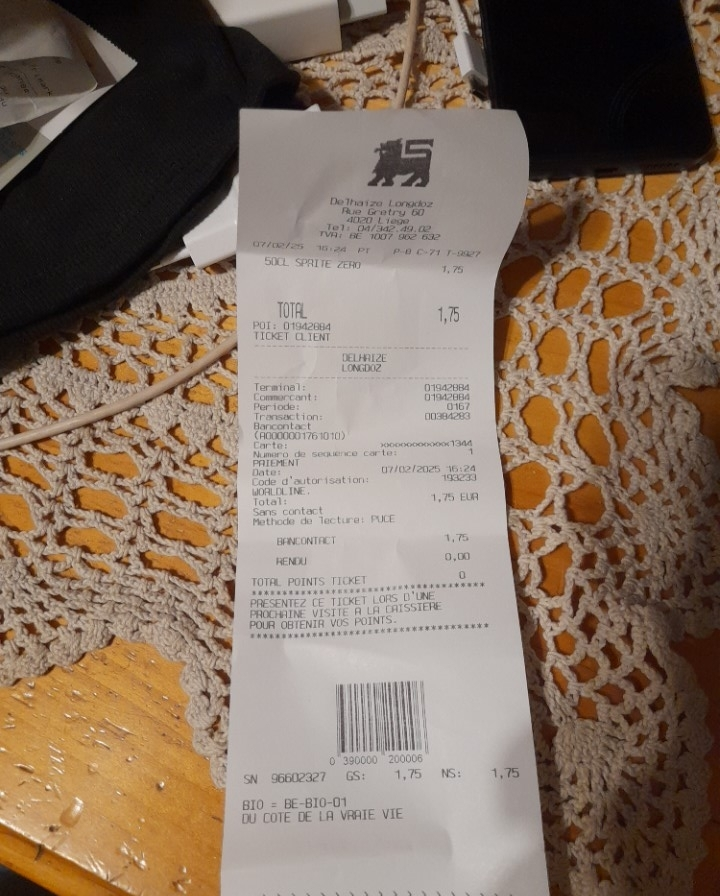 Delhaize Longdoz
Rue Gretry 60
4020 Liege
Tel: 04/342.49.02
TVA: BE 1007 962 632
07/02/25 16:24 PT P-8 C-71 T-9927
50CL SPRITE ZERO 1,75
TOTAL 1,75
POI: 01942884
TICKET CLIENT
DELHAIZE
LONGDOZ
Terminal: 01942884
Commercant: 01942884
Periode: 0167
Transaction: 00384283
Bancontact
(A0000001761010)
Carte: xxxxxxxxxxxx1344
Numero de sequence carte: 1
PAIEMENT
Date: 07/02/2025 16:24
Code d'autorisation: 193233
WORLDLINE.
Total: 1,75 EUR
Sans contact
Methode de lecture: PUCE
BANCONTACT 1,75
RENDU 0,00
TOTAL POINTS TICKET 0
PRESENTEZ CE TICKET LORS D'UNE
PROCHAINE VISITE A LA CAISSIERE
POUR OBTENIR VOS POINTS.
0 390000 200006
SN 96602327 GS: 1,75 NS: 1,75
BIO = BE-BIO-01
DU COTE DE LA VRAIE VIE